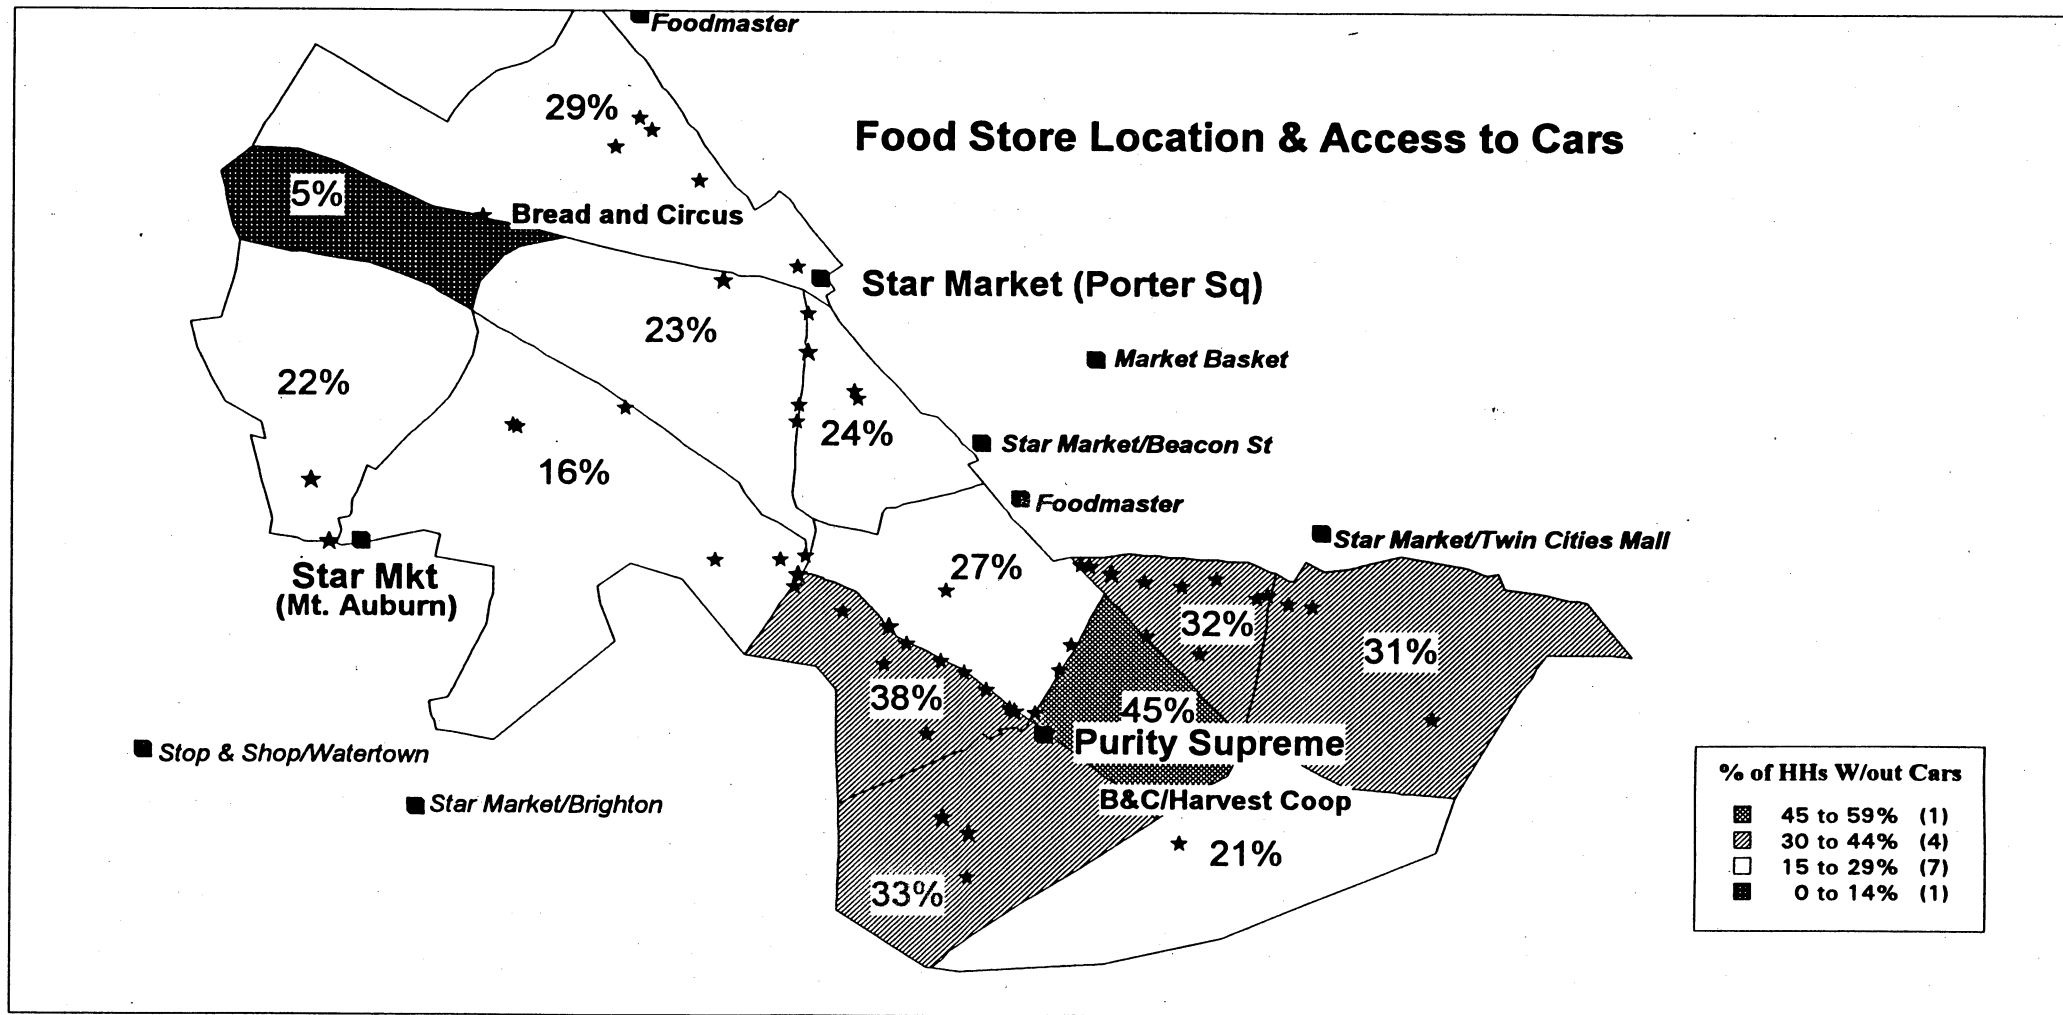 Foodmaster
29%
Food Store Location & Access to Cars
5%
Bread and Circus
Star Market (Porter Sq)
23%
Market Basket
22%
24%
Star Market/Beacon St
16%
Foodmaster
Star Market/Twin Cities Mall
27%
Star Mkt
(Mt. Auburn)
32%
31%
38%
45%
Purity Supreme
Stop & Shop/Watertown
Star Market/Brighton
B&C/Harvest Coop
21%
33%
% of HHs W/out Cars
45 to 59% (1)
30 to 44% (4)
15 to 29% (7)
0 to 14% (1)